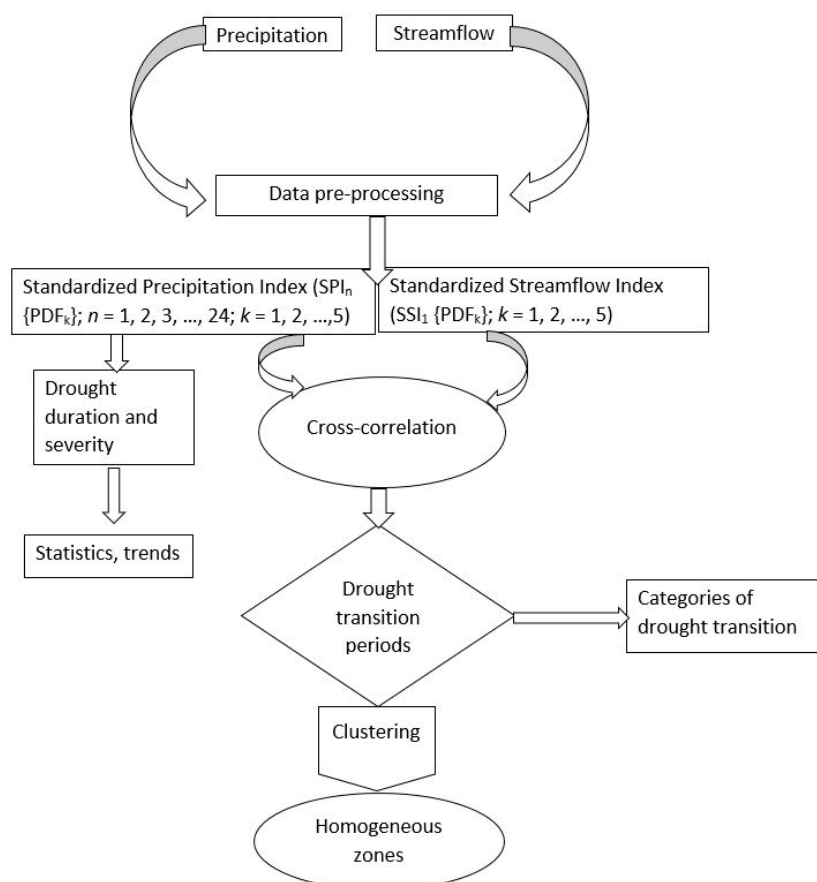 Precipitation
Streamflow
Data pre-processing
Standardized Precipitation Index (SPIn
{PDFk}; n = 1, 2, 3, ..., 24; k = 1, 2, ...,5)
Standardized Streamflow Index
(SSI1 {PDFk}; k = 1, 2, ..., 5)
Drought
duration and
severity
Cross-correlation
Statistics, trends
Drought
transition
periods
Categories of
drought transition
Clustering
Homogeneous
zones